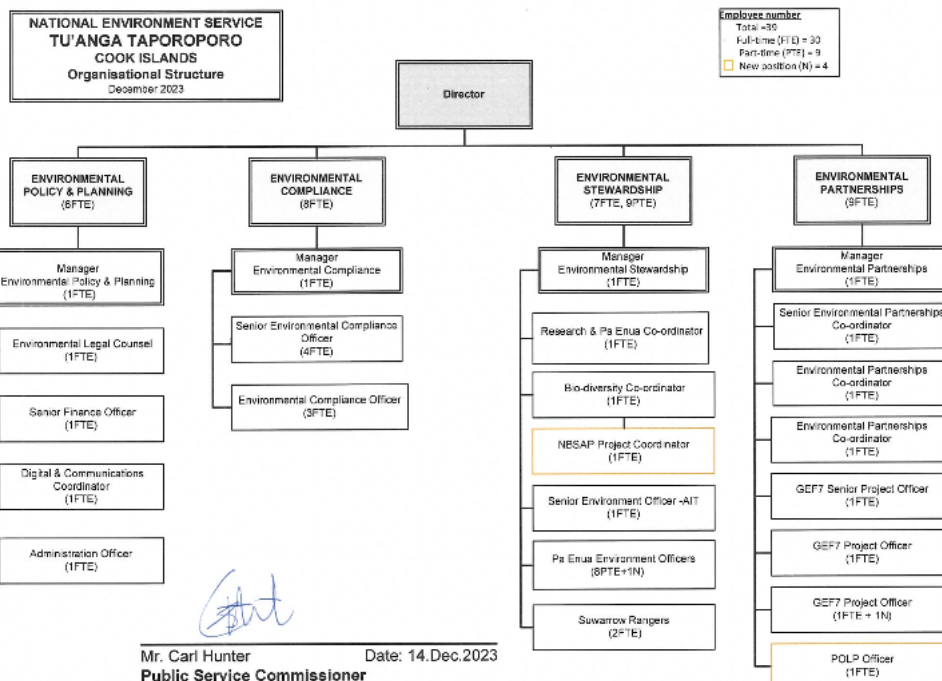 NATIONAL ENVIRONMENT SERVICE
TU'ANGA TAPOROPORO
COOK ISLANDS
Organisational Structure
December 2023
Employee number
Total =39
Full-time (FTE) = 30
Part-time (PTE) = 9
New position (N) = 4
Director
ENVIRONMENTAL
POLICY & PLANNING
(6FTE)
Manager
Environmental Policy & Planning
(1FTE)
Environmental Legal Counsel
(1FTE)
Senior Finance Officer
(1FTE)
Digital & Communications
Coordinator
(1FTE)
Administration Officer
(1FTE)
ENVIRONMENTAL
COMPLIANCE
(8FTE)
Manager
Environmental Compliance
(1FTE)
Senior Environmental Compliance
Officer
(4FTE)
Environmental Compliance Officer
(3FTE)
ENVIRONMENTAL
STEWARDSHIP
(7FTE, 9PTE)
Manager
Environmental Stewardship
(1FTE)
Research & Pa Enua Co-ordinator
(1FTE)
Bio-diversity Co-ordinator
(1FTE)
NBSAP Project Coordinator
(1FTE)
Senior Environment Officer -AIT
(1FTE)
Pa Enua Environment Officers
(8PTE+1N)
Suwarrow Rangers
(2FTE)
ENVIRONMENTAL
PARTNERSHIPS
(9FTE)
Manager
Environmental Partnerships
(1FTE)
Senior Environmental Partnerships
Co-ordinator
(1FTE)
Environmental Partnerships
Co-ordinator
(1FTE)
Environmental Partnerships
Co-ordinator
(1FTE)
GEF7 Senior Project Officer
(1FTE)
GEF7 Project Officer
(1FTE)
GEF7 Project Officer
(1FTE + 1N)
POLP Officer
(1FTE)
Mr. Carl Hunter Date: 14.Dec.2023
Public Service Commissioner